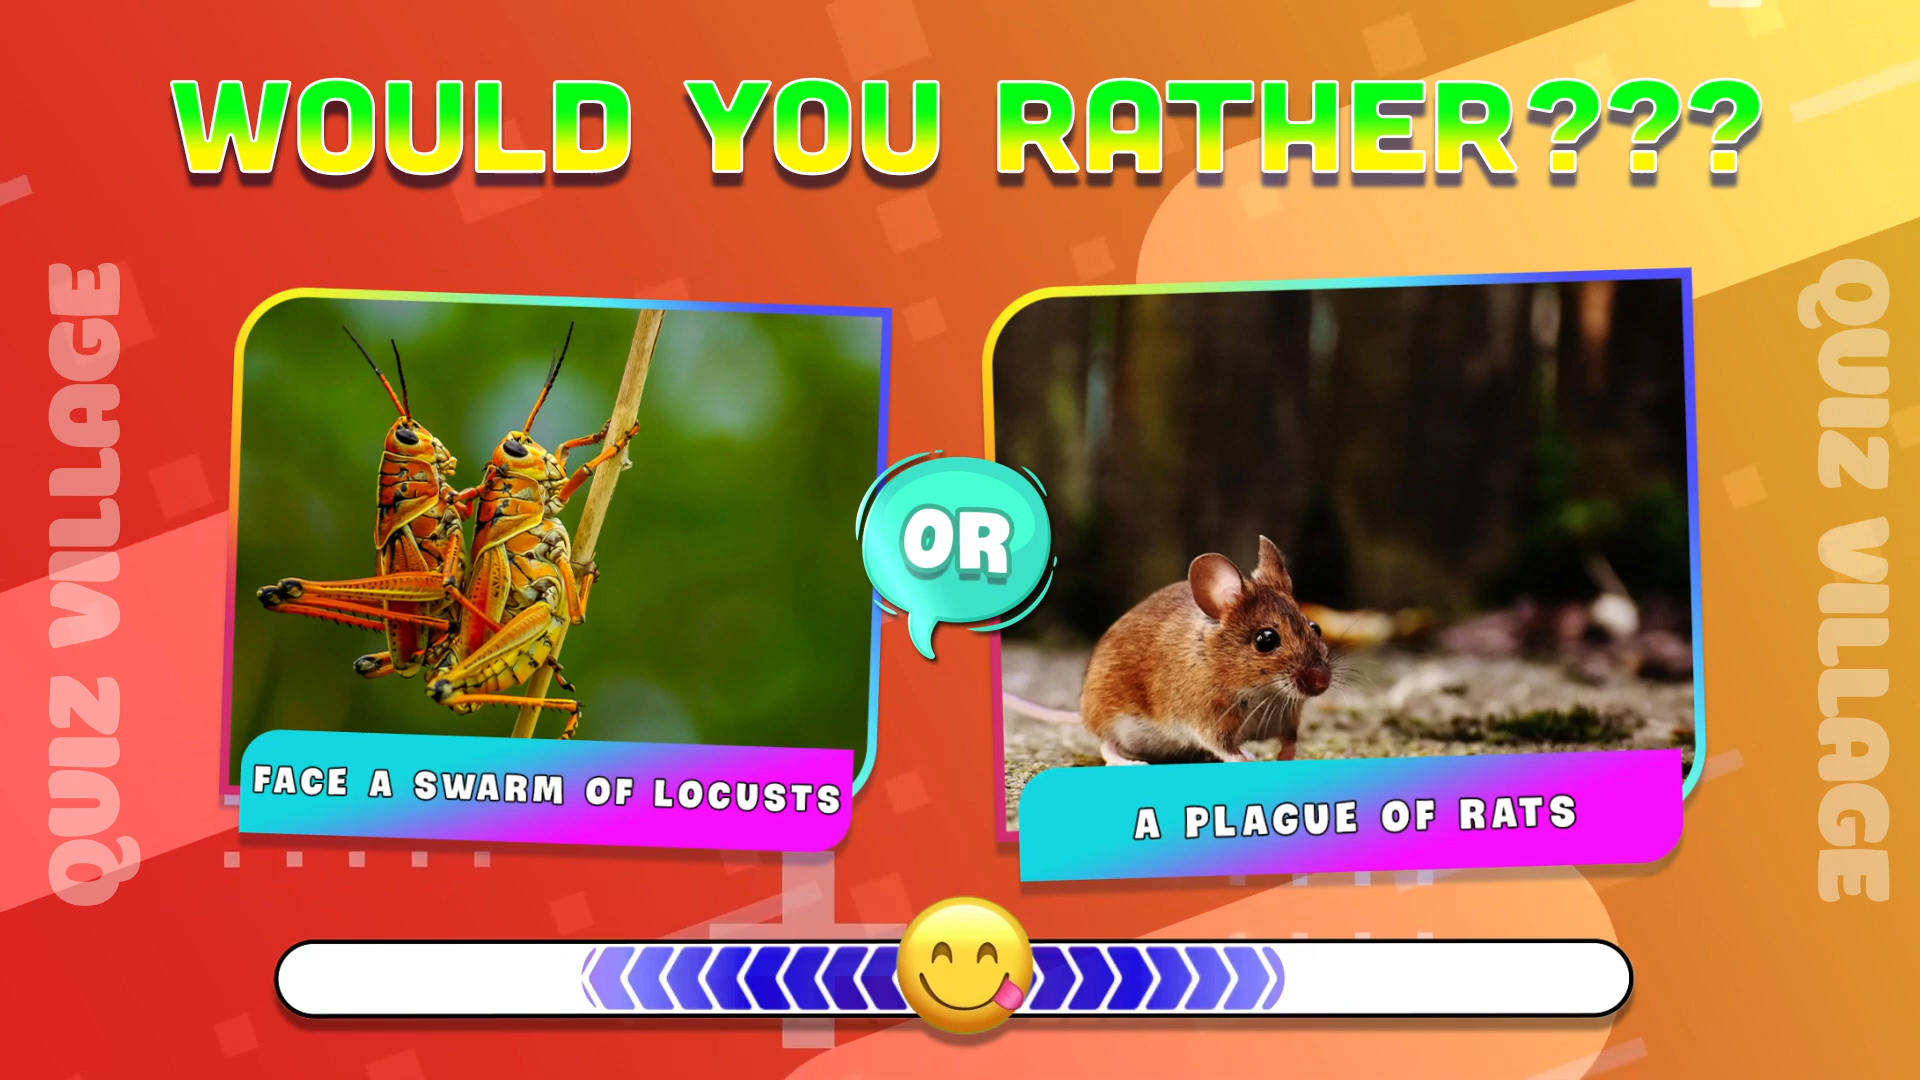 WOULD YOU RATHER???
QUIZ VILLAGE
OR
QUIZ VILLAGE
FACE A SWARM OF LOCUSTS
A PLAGUE OF RATS